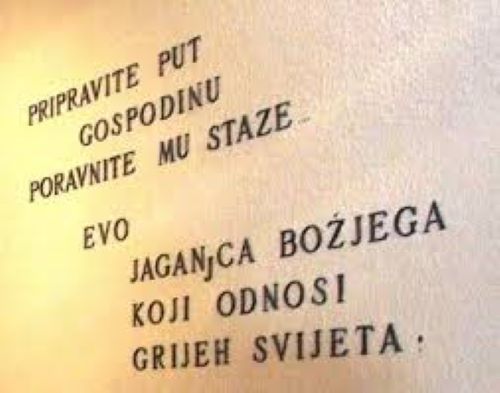 PRIPRAVITE PUT
GOSPODINU
PORAVNITE MU STAZE...
EVO
JAGANjCA BOŽJEGA
KOJI ODNOSI
GRIJEH SVIJETA.